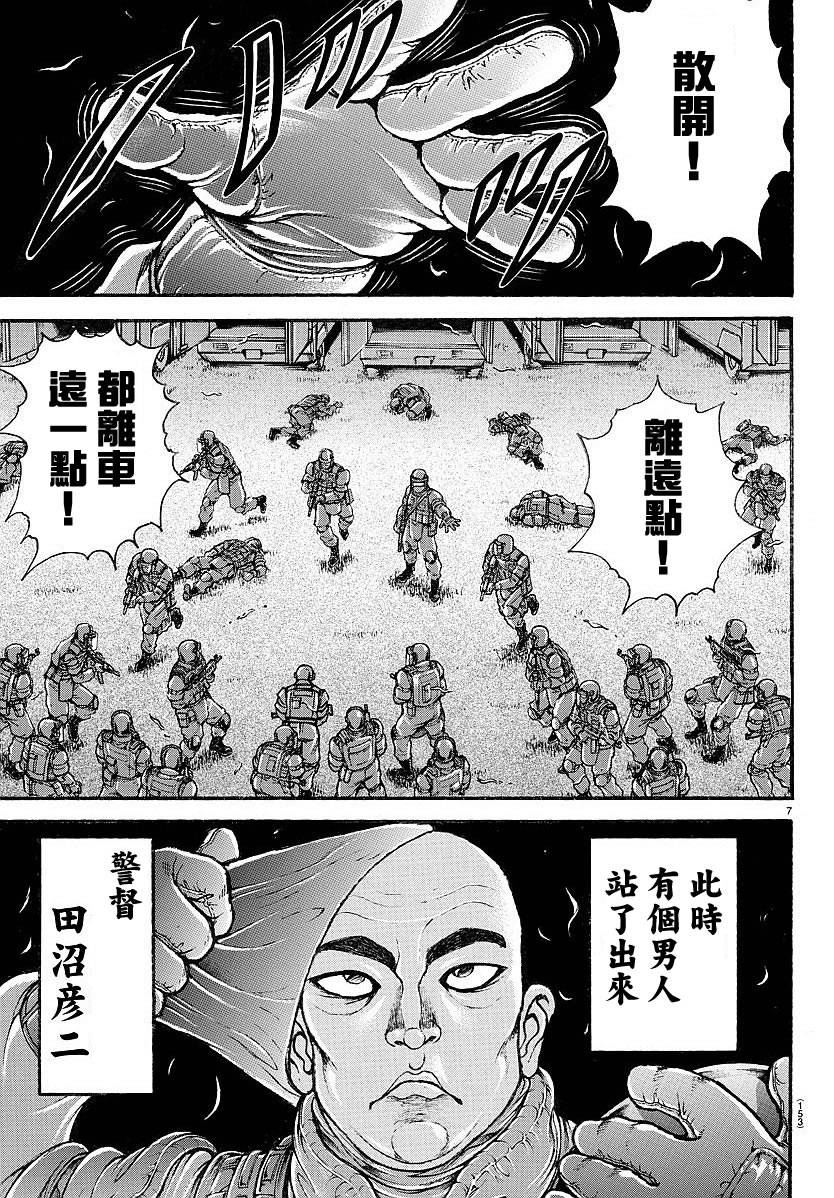 散開！
離遠點！
都離車
遠一點！
7
此時
有個男人
站了出來
警督
田沼彦二
(153)